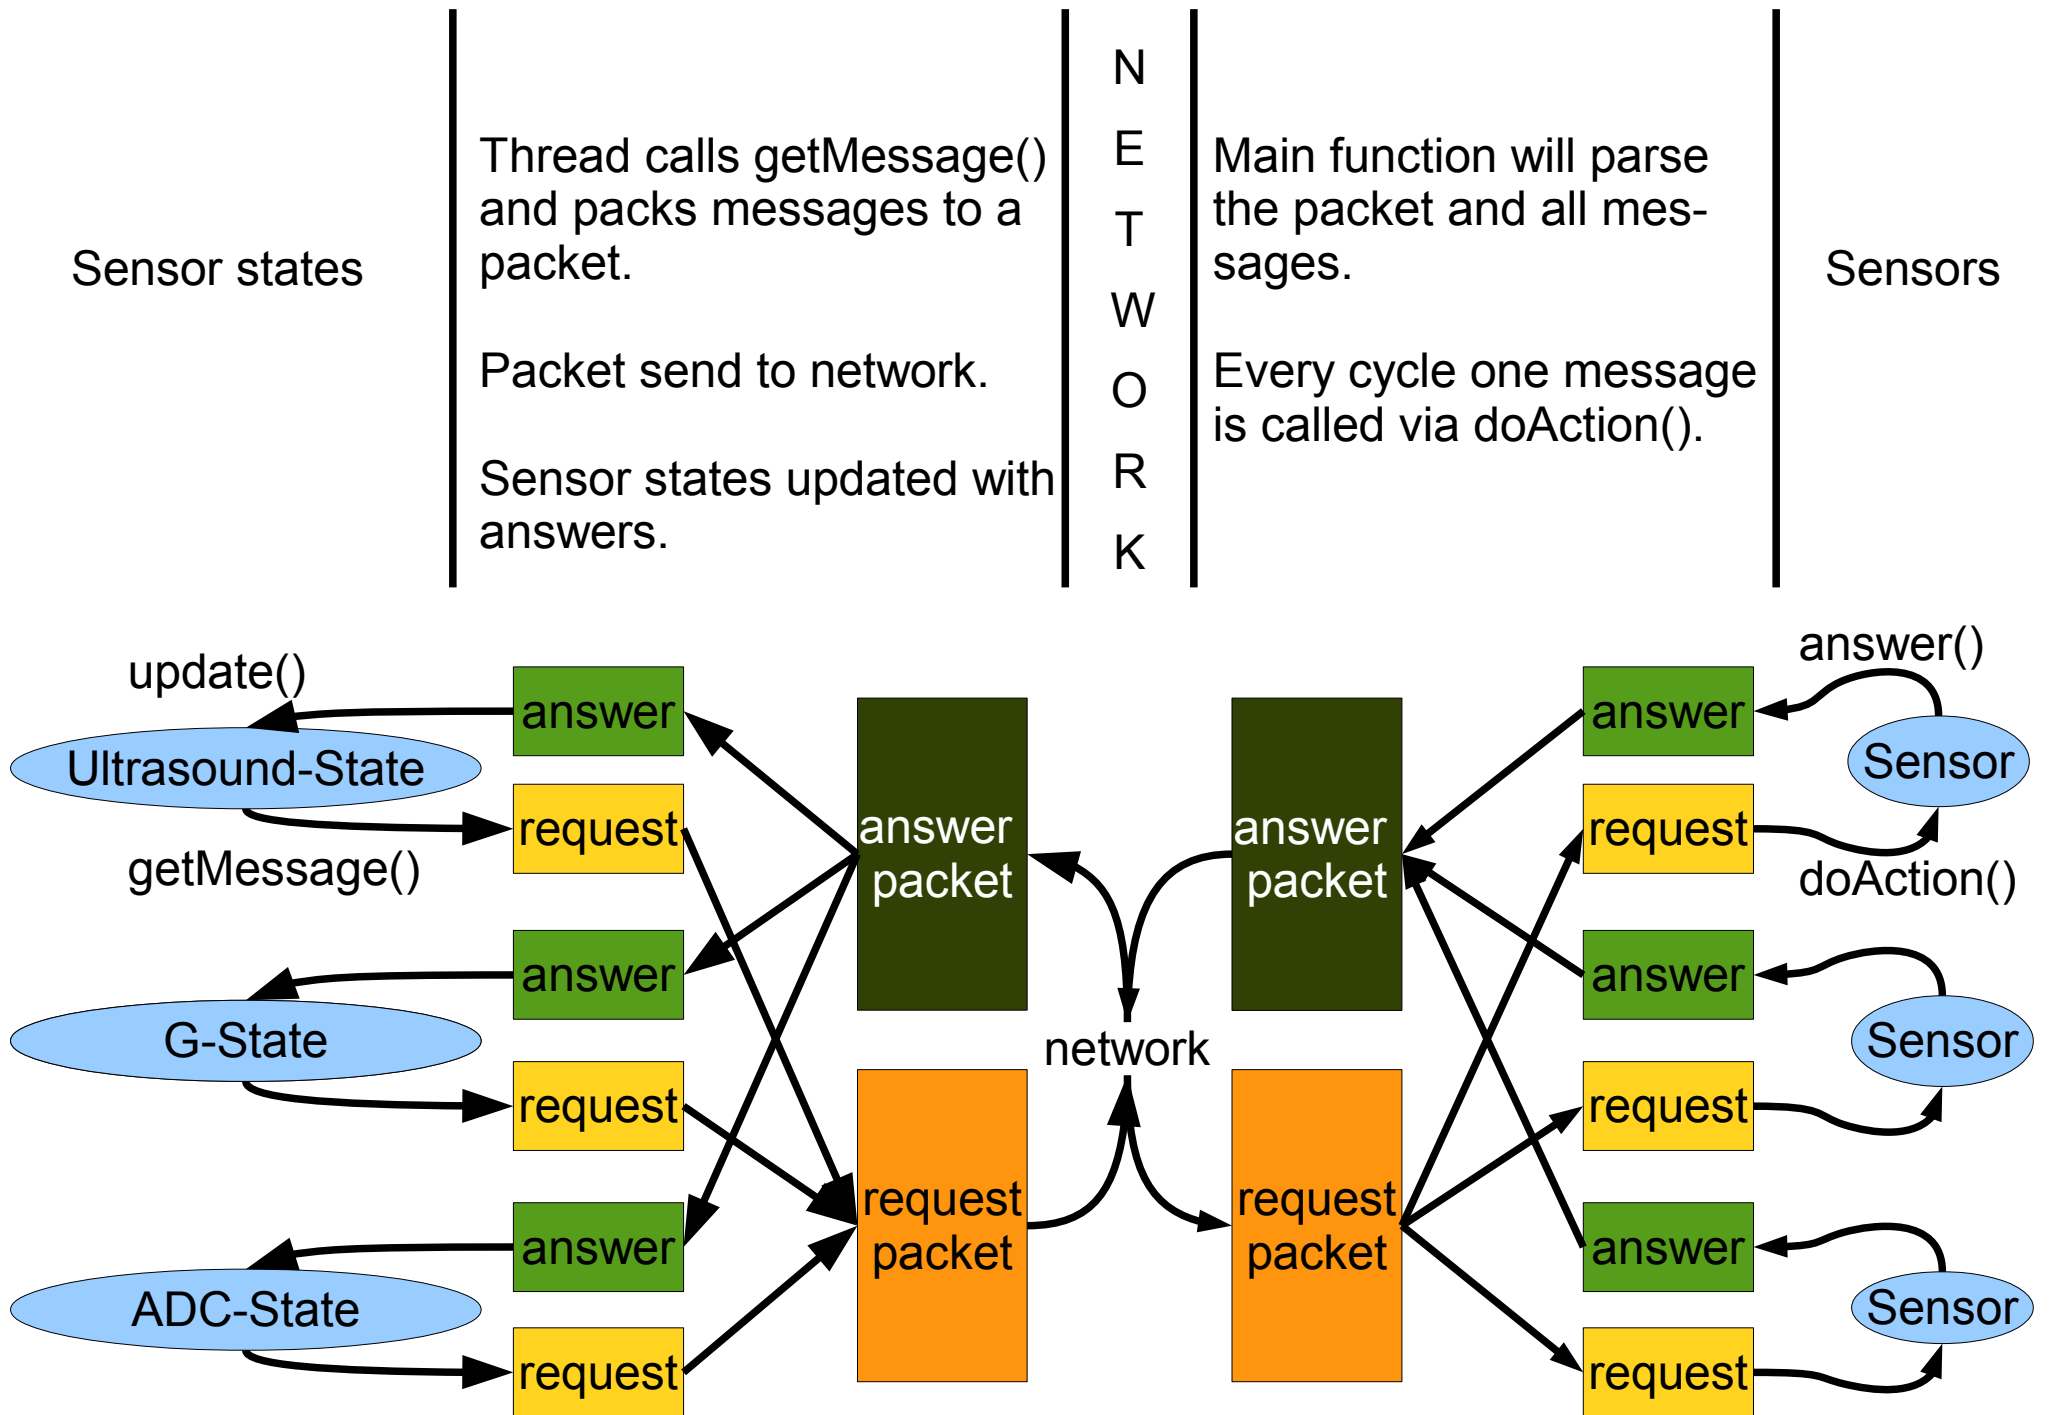 Sensor states
Thread calls getMessage()
and packs messages to a
packet.
Packet send to network.
Sensor states updated with
answers.
N
E
T
W
O
R
K
Main function will parse
the packet and all mes-
sages.
Every cycle one message
is called via doAction().
Sensors
update()
Ultrasound-State
getMessage()
G-State
ADC-State
answer
request
answer
request
answer
request
answer
packet
request
packet
network
answer
packet
request
packet
answer
request
answer
request
answer
request
answer()
Sensor
doAction()
Sensor
Sensor